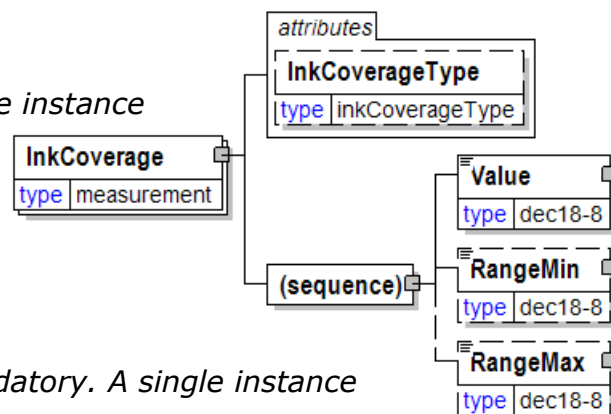 attributes
InkCoverageType
type inkCoverageType
instance
InkCoverage
type measurement
Value
type dec18-8
(sequence)
RangeMin
type dec18-8
RangeMax
type dec18-8
A single instance